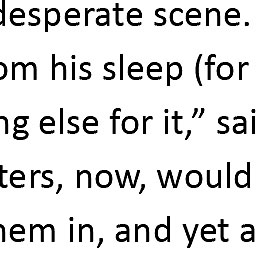 desperate scene.
om his sleep (for
ng else for it,” sai
ters, now, would
hem in, and yet a